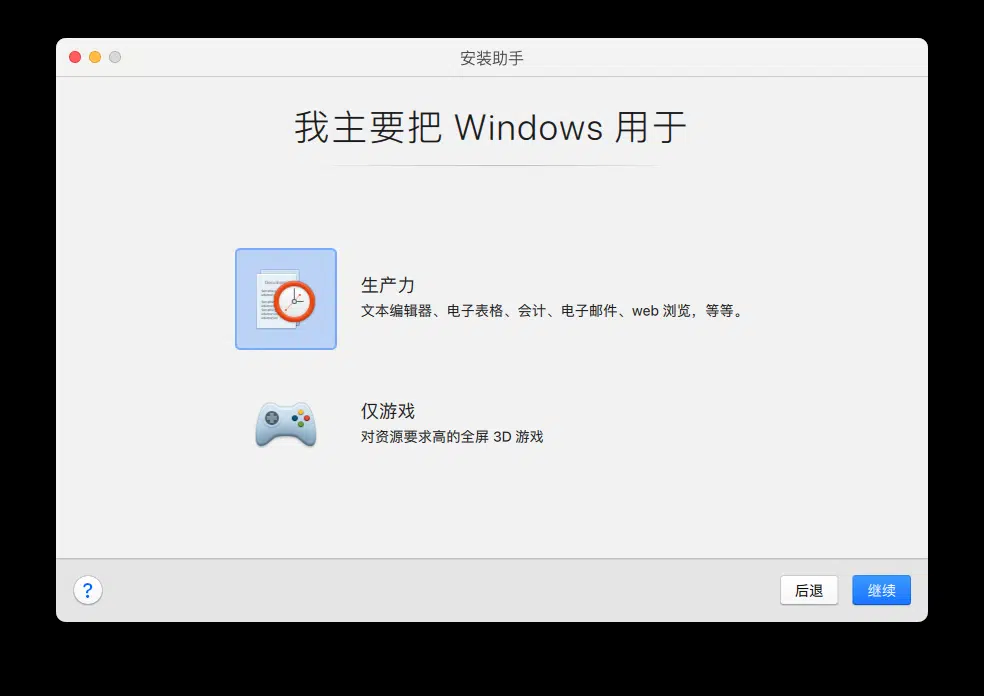 安装助手
我主要把 Windows 用于
生产力
文本编辑器、电子表格、会计、电子邮件、web 浏览，等等。
仅游戏
对资源要求高的全屏 3D 游戏
?
后退
继续